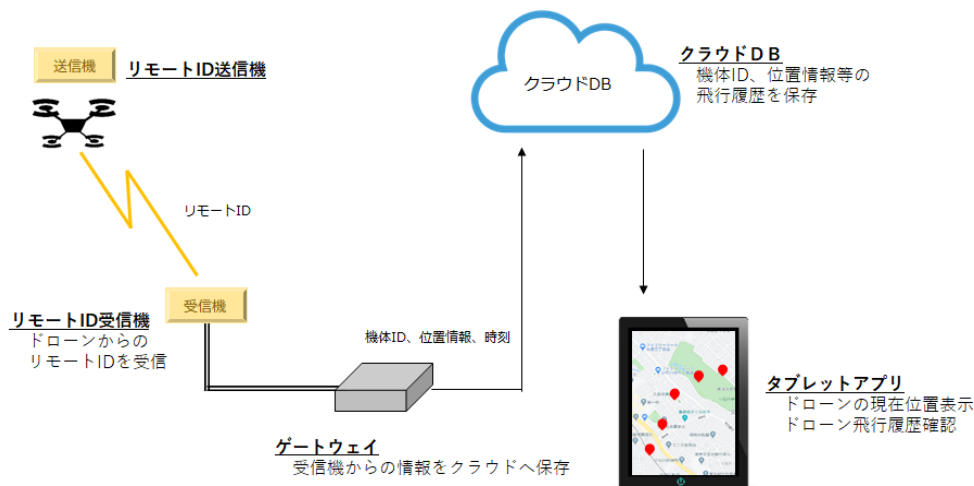 送信機
リモートID送信機
クラウドDB
クラウドＤＢ
機体ID、位置情報等の
飛行履歴を保存
リモートID
受信機
リモートID受信機
ドローンからの
リモートIDを受信
機体ID、位置情報、時刻
ゲートウェイ
受信機からの情報をクラウドへ保存
タブレットアプリ
ドローンの現在位置表示
ドローン飛行履歴確認